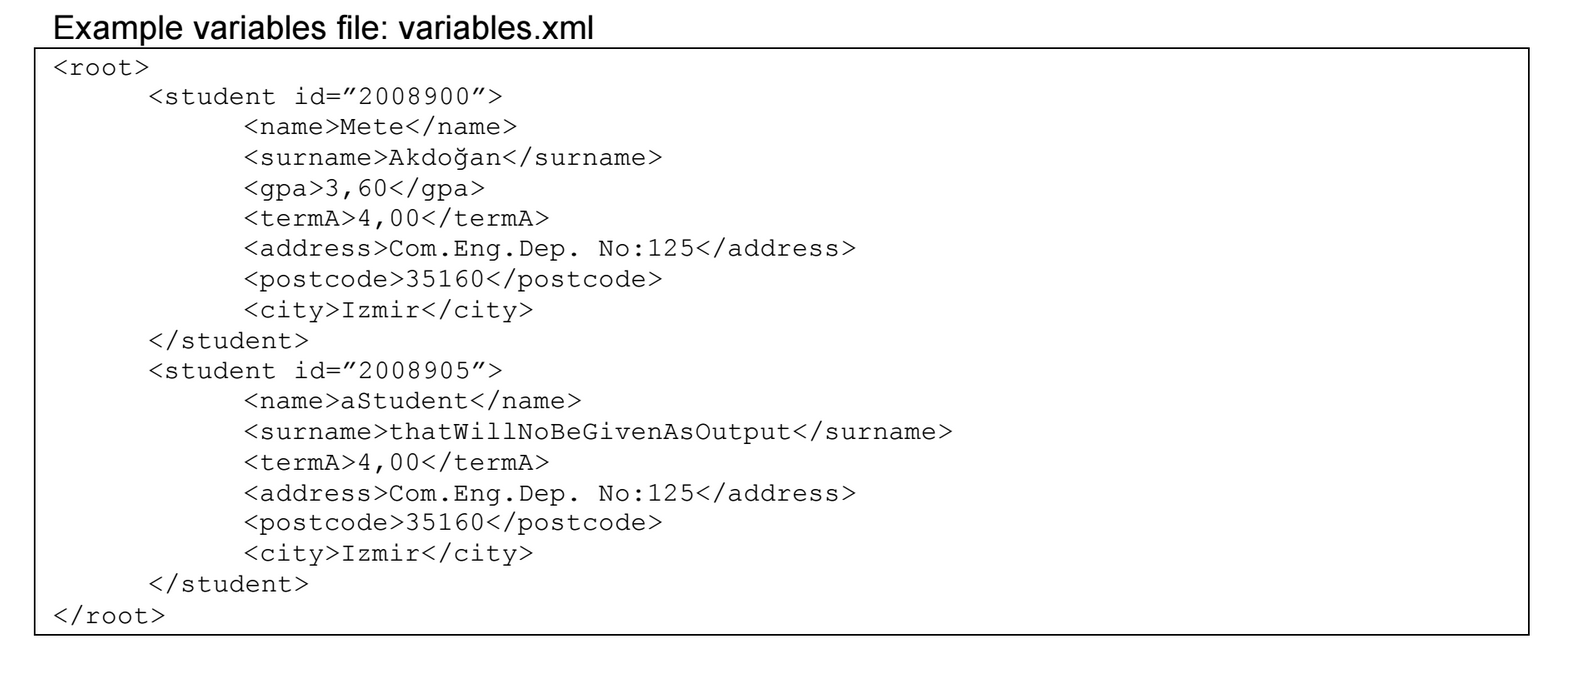 Example variables file: variables.xml
<root>
<student id=”2008900”>
<name>Mete</name>
<surname>Akdoğan</surname>
<gpa>3,60</gpa>
<termA>4,00</termA>
<address>Com.Eng.Dep. No:125</address>
<postcode>35160</postcode>
<city>Izmir</city>
</student>
<student id=”2008905”>
<name>aStudent</name>
<surname>thatWillNoBeGivenAsOutput</surname>
<termA>4,00</termA>
<address>Com.Eng.Dep. No:125</address>
<postcode>35160</postcode>
<city>Izmir</city>
</student>
</root>